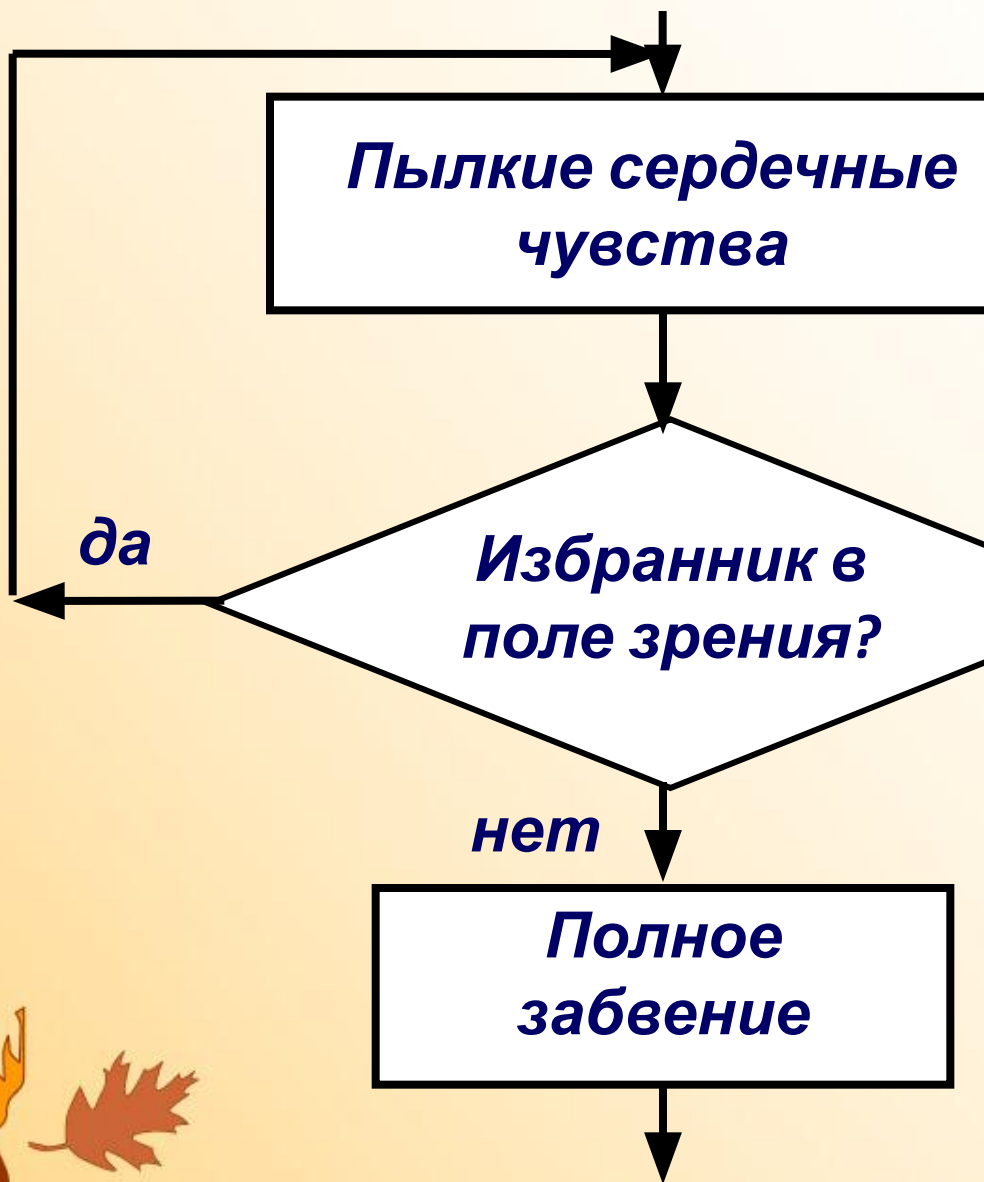 Пылкие сердечные
чувства
да
Избранник в
поле зрения?
нет
Полное
забвение